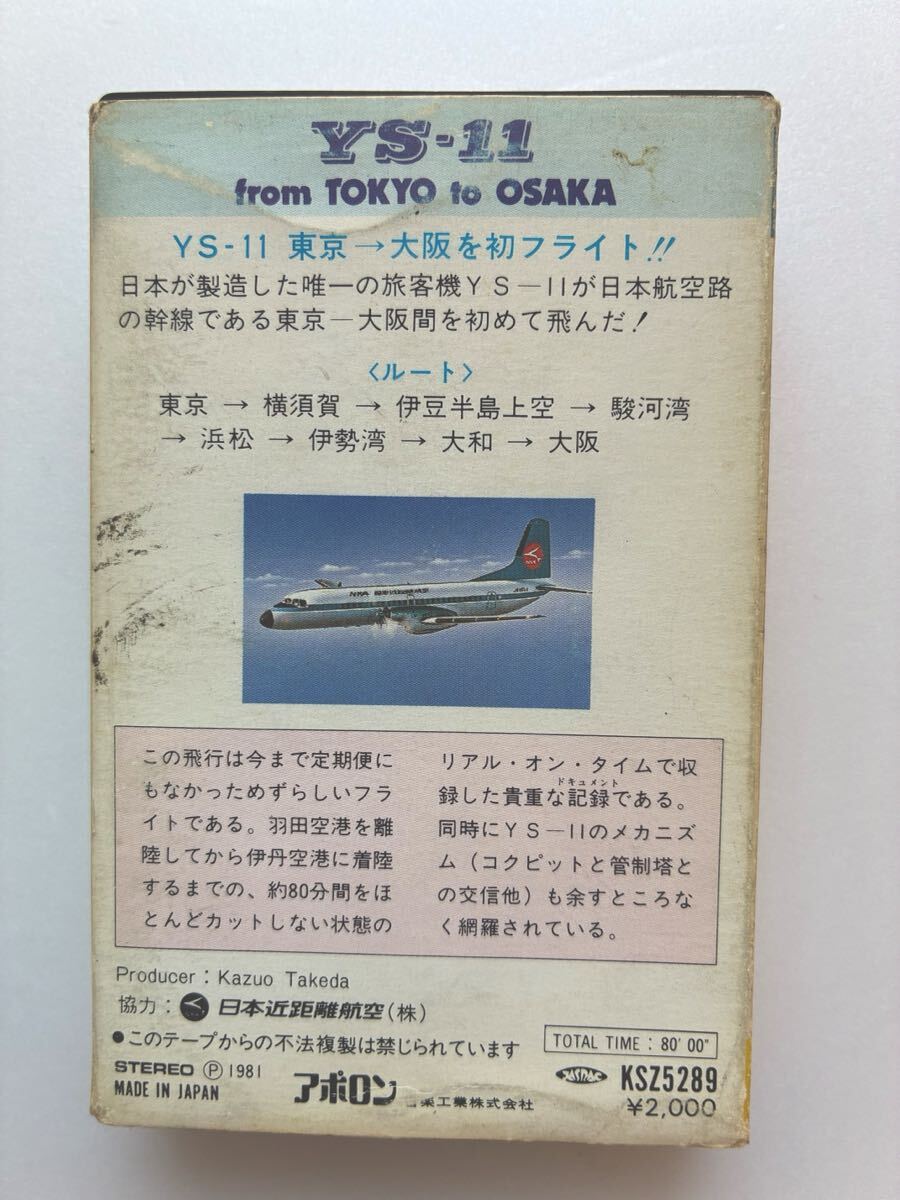 YS-11
from TOKYO to OSAKA
YS-11 東京→大阪を初フライト!!
日本が製造した唯一の旅客機YS-11が日本航空路
の幹線である東京―大阪間を初めて飛んだ!
〈ルート〉
東京 → 横須賀 → 伊豆半島上空 → 駿河湾
→ 浜松 → 伊勢湾 → 大和 → 大阪
NKA
この飛行は今まで定期便に
もなかっためずらしいフラ
イトである。羽田空港を離
陸してから伊丹空港に着陸
するまでの、約80分間をほ
とんどカットしない状態の
リアル・オン・タイムで収
ドキュメント
録した貴重な記録である。
同時にYS-11のメカニズ
ム(コクピットと管制塔と
の交信他)も余すところな
く網羅されている。
Producer : Kazuo Takeda
協力 : 日本近距離航空(株)
●このテープからの不法複製は禁じられています
TOTAL TIME : 80' 00"
STEREO Ⓟ 1981
MADE IN JAPAN
アポロン音楽工業株式会社
JASRAC
KSZ5289
¥2,000